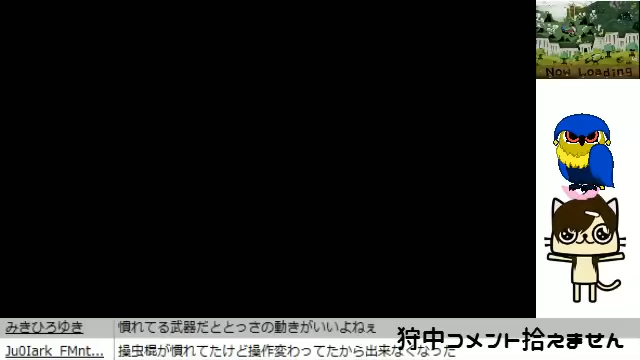 Now Loading
みきひろゆき 慣れてる武器だととっさの動きがいいよねぇ
狩中コメント拾えません
Ju0Iark_FMnt... 操虫棍が慣れてたけど操作変わってたから出来なくなった